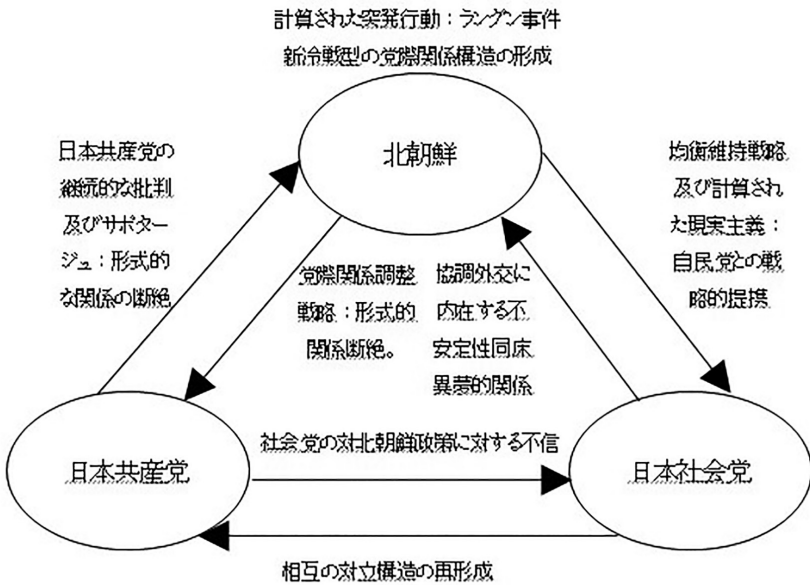 計算された突発行動：ラングン事件
新冷戦型の党際関係構造の形成
北朝鮮
日本共産党の
継続的な批判
及びサボター
ジュ：形式的
な関係の断絶
均衡維持戦略
及び計算され
た現実主義：
自民党との戦
略的提携
党際関係調整
戦略：形式的
関係断絶。
協調外交に
内在する不
安定性同床
異夢的関係
日本共産党
社会党の対北朝鮮政策に対する不信
日本社会党
相互の対立構造の再形成